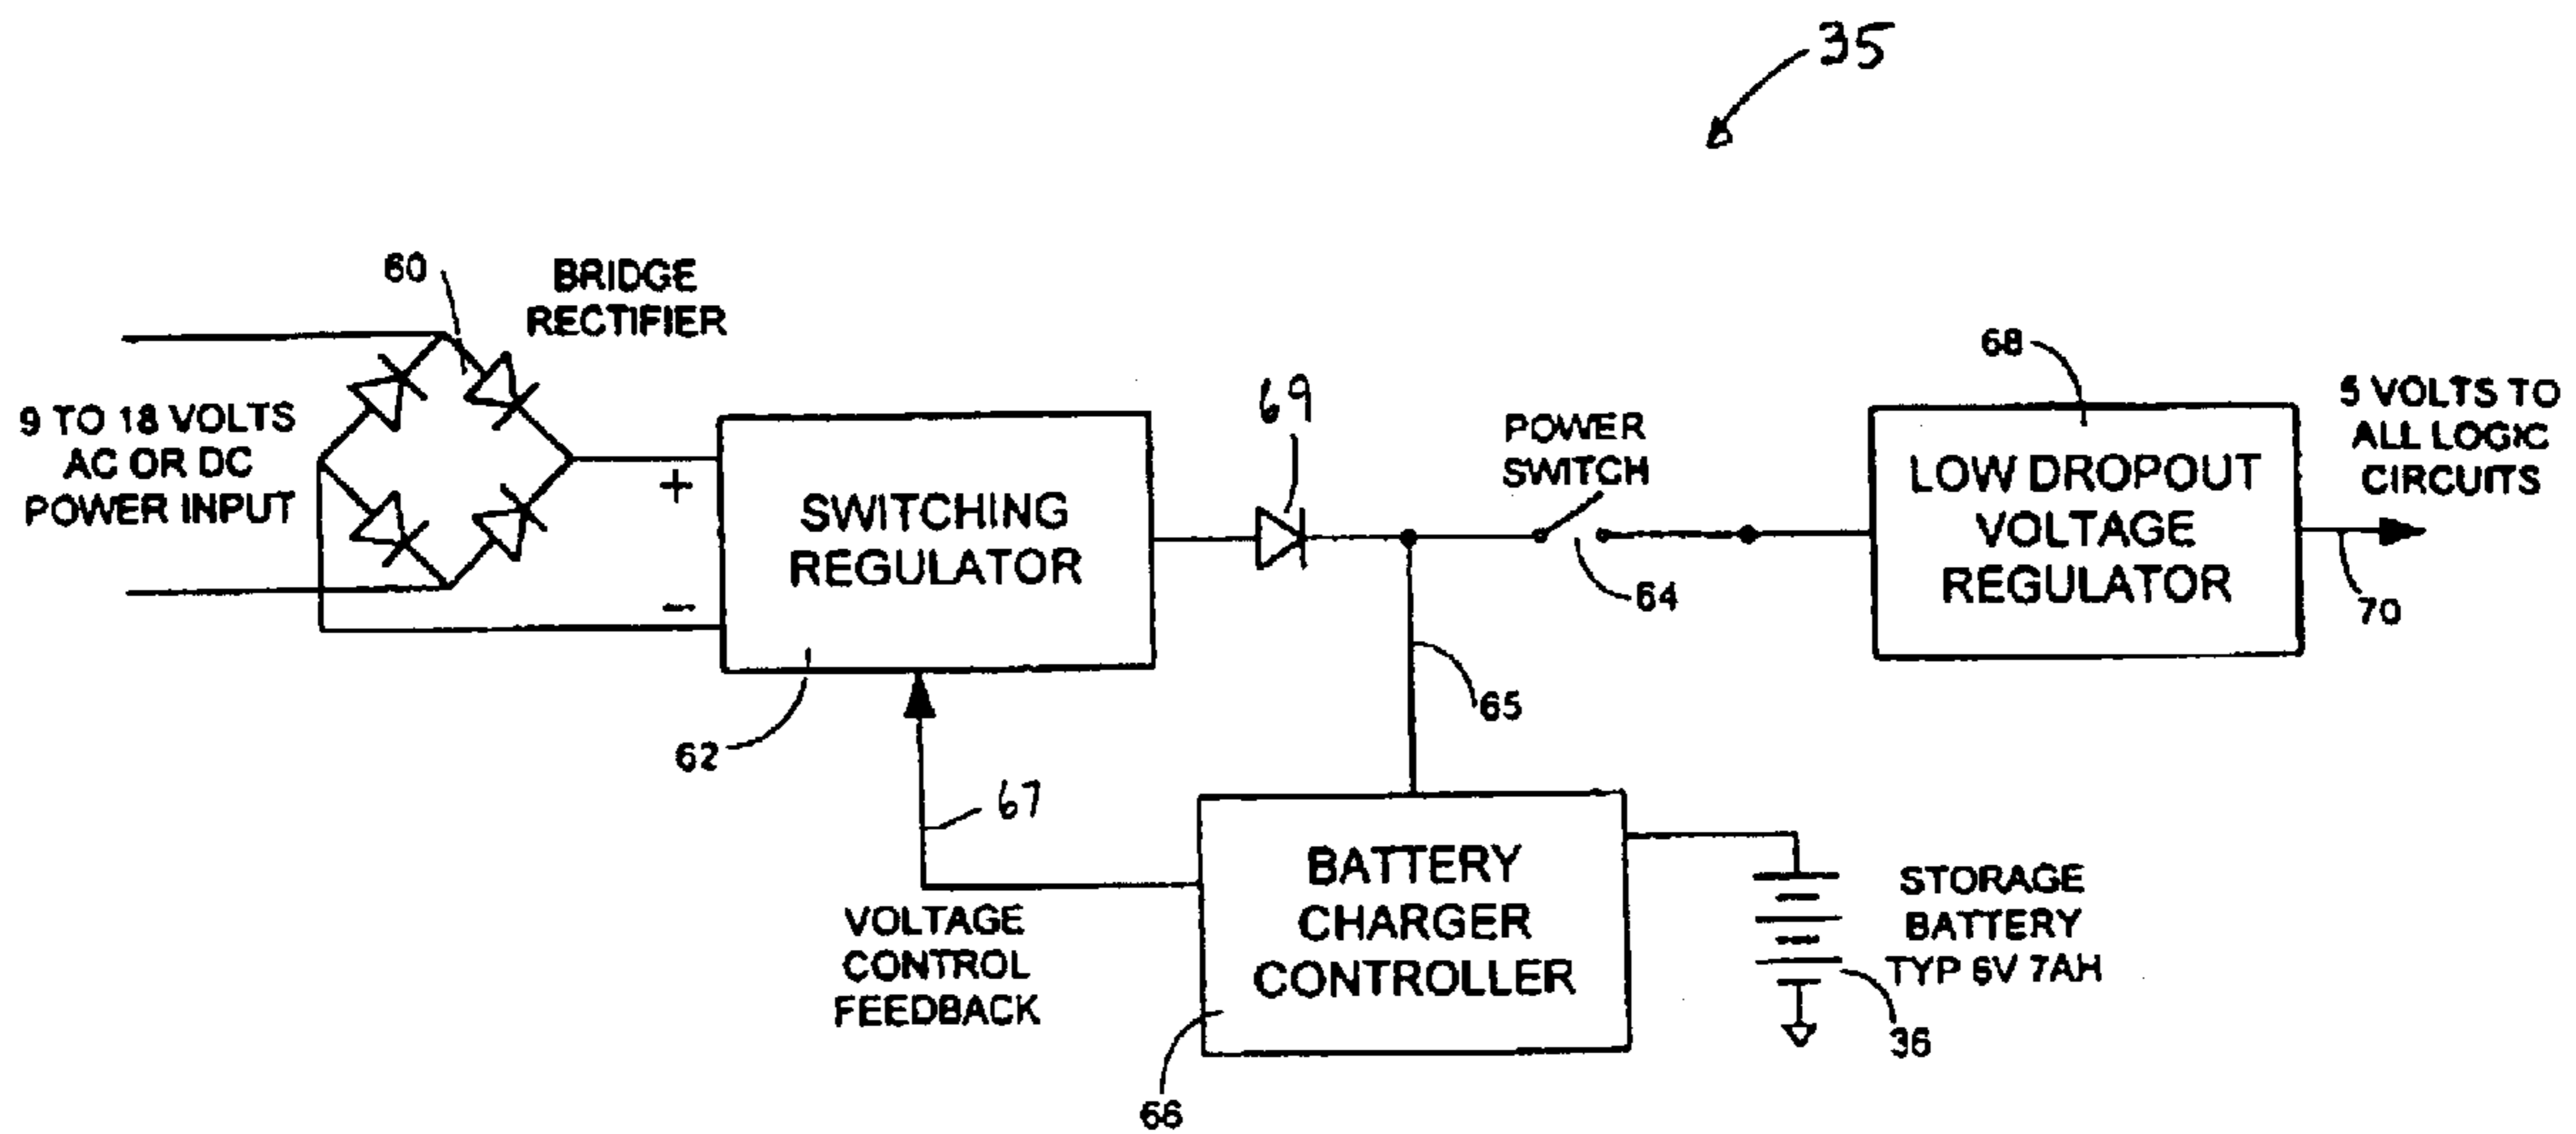 35
60
BRIDGE
RECTIFIER
9 TO 18 VOLTS
AC OR DC
POWER INPUT
+
−
SWITCHING
REGULATOR
62
69
POWER
SWITCH
64
68
LOW DROPOUT
VOLTAGE
REGULATOR
5 VOLTS TO
ALL LOGIC
CIRCUITS
70
65
67
VOLTAGE
CONTROL
FEEDBACK
BATTERY
CHARGER
CONTROLLER
66
STORAGE
BATTERY
TYP 6V 7AH
36